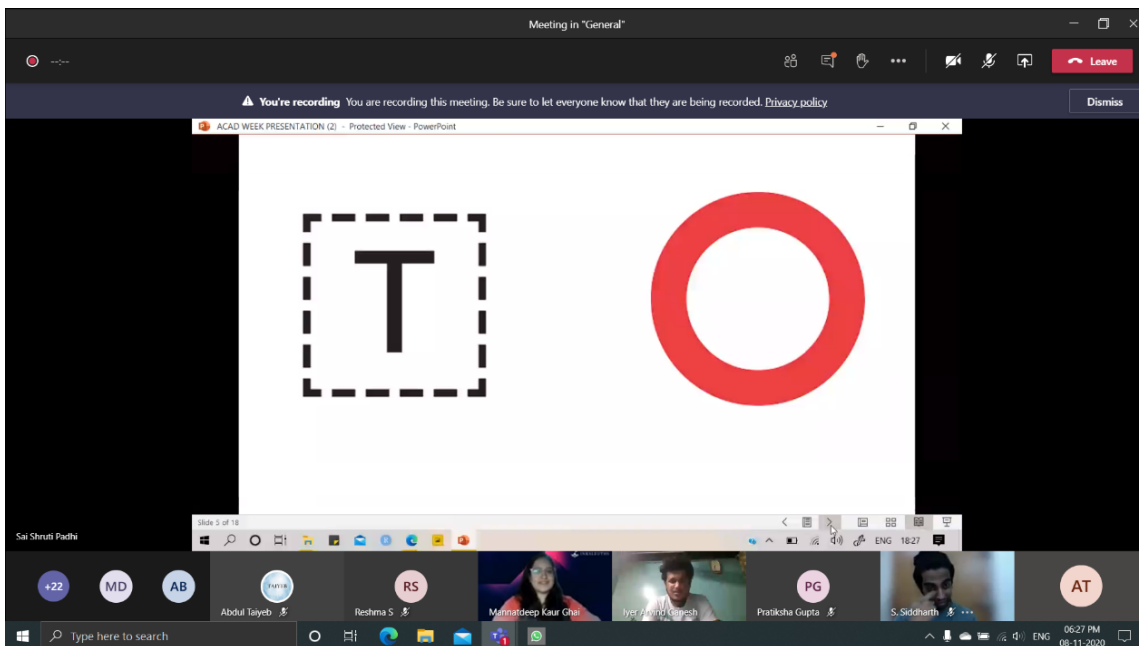 Meeting in "General"
--:--
Leave
You're recording You are recording this meeting. Be sure to let everyone know that they are being recorded. Privacy policy
Dismiss
ACAD WEEK PRESENTATION (2) - Protected View - PowerPoint
T
Slide 5 of 18
Sai Shruti Padhi
ENG 18:27
+22
MD
AB
RS
PG
AT
Abdul Taiyeb
Reshma S
Mannatdeep Kaur Ghai
Iyer Arvind Ganesh
Pratiksha Gupta
S. Siddharth
Type here to search
1
ENG
06:27 PM
08-11-2020